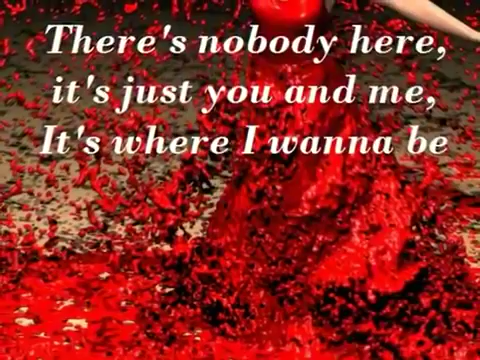 There's nobody here,
it's just you and me,
It's where I wanna be